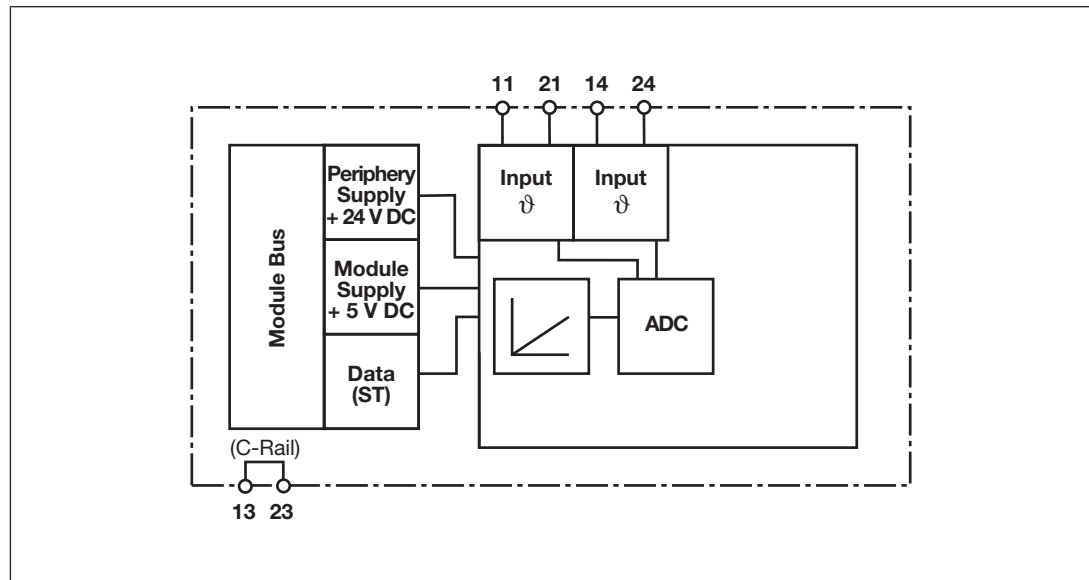 11 21 14 24
Module Bus
Periphery
Supply
+ 24 V DC
Module
Supply
+ 5 V DC
Data
(ST)
Input
ϑ
Input
ϑ
ADC
(C-Rail)
13 23